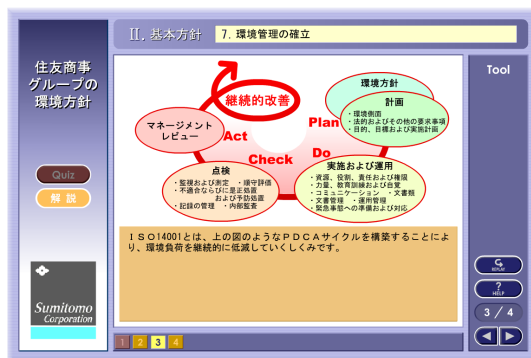 住友商事
グループの
環境方針
Quiz
解説
Sumitomo
Corporation
II. 基本方針
7. 環境管理の確立
継続的改善
マネージメント
レビュー
Act
Plan
Check
Do
環境方針
計画
・環境側面
・法的およびその他の要求事項
・目的、目標および実施計画
点検
・監視および測定 ・順守評価
・不適合ならびに是正処置
および予防処置
・記録の管理 ・内部監査
実施および運用
・資源、役割、責任および権限
・力量、教育訓練および自覚
・コミュニケーション ・文書類
・文書管理 ・運用管理
・緊急事態への準備および対応
ISO14001とは、上の図のようなPDCAサイクルを構築することによ
り、環境負荷を継続的に低減していくしくみです。
1 2 3 4
Tool
REPLAY
?
HELP
3 / 4